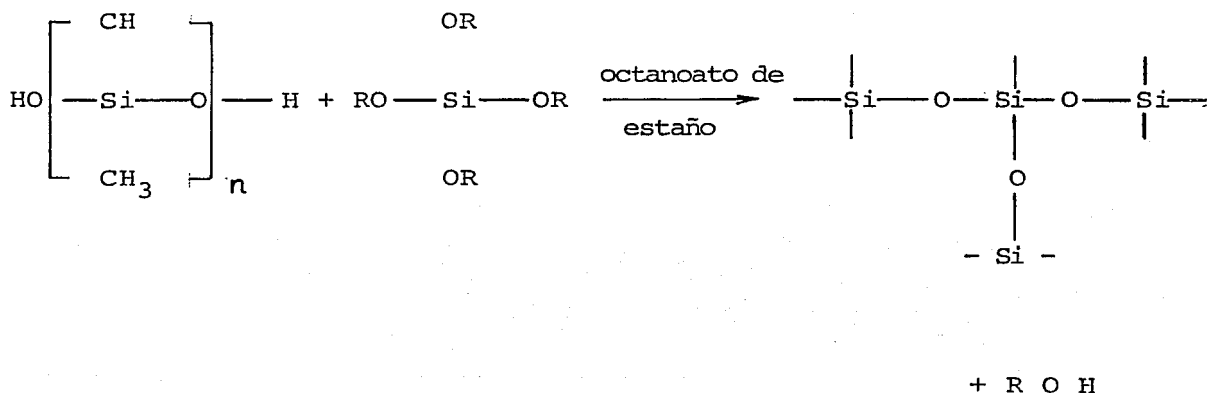 CH OR
HO Si O H + RO Si OR octanoato de estaño Si O Si O Si
CH3 n OR O
Si
+ R O H